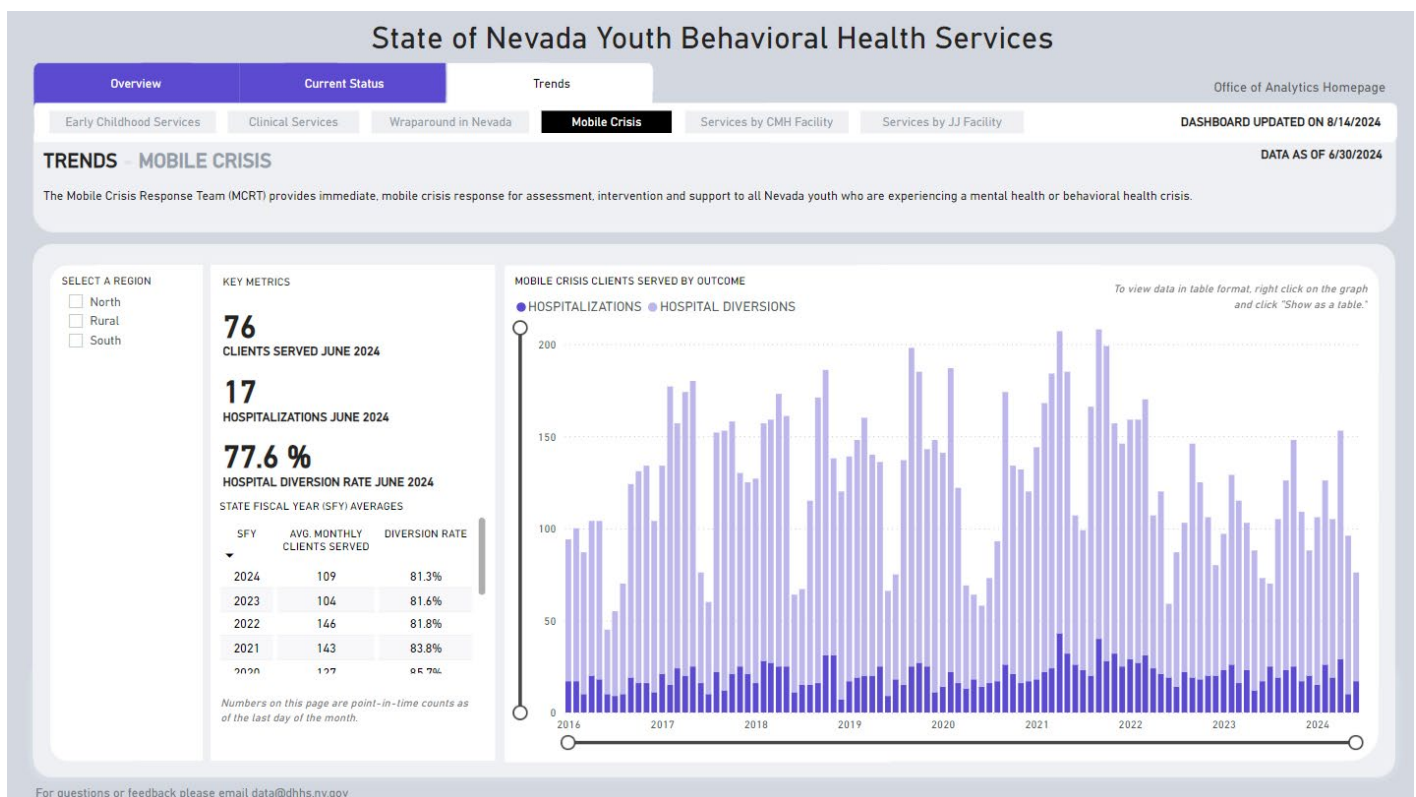 State of Nevada Youth Behavioral Health Services
Overview
Current Status
Trends
Office of Analytics Homepage
Early Childhood Services
Clinical Services
Wraparound in Nevada
Mobile Crisis
Services by CMH Facility
Services by JJ Facility
DASHBOARD UPDATED ON 8/14/2024
TRENDS - MOBILE CRISIS
DATA AS OF 6/30/2024
The Mobile Crisis Response Team (MCRT) provides immediate, mobile crisis response for assessment, intervention and support to all Nevada youth who are experiencing a mental health or behavioral health crisis.
SELECT A REGION
North
Rural
South
KEY METRICS
76
CLIENTS SERVED JUNE 2024
17
HOSPITALIZATIONS JUNE 2024
77.6 %
HOSPITAL DIVERSION RATE JUNE 2024
STATE FISCAL YEAR (SFY) AVERAGES
SFY AVG. MONTHLY CLIENTS SERVED DIVERSION RATE
2024 109 81.3%
2023 104 81.6%
2022 146 81.8%
2021 143 83.8%
2020 127 85.7%
Numbers on this page are point-in-time counts as
of the last day of the month.
MOBILE CRISIS CLIENTS SERVED BY OUTCOME
HOSPITALIZATIONS HOSPITAL DIVERSIONS
To view data in table format, right click on the graph
and click "Show as a table."
200
150
100
50
0
2016 2017 2018 2019 2020 2021 2022 2023 2024
For questions or feedback please email data@dhhs.nv.gov